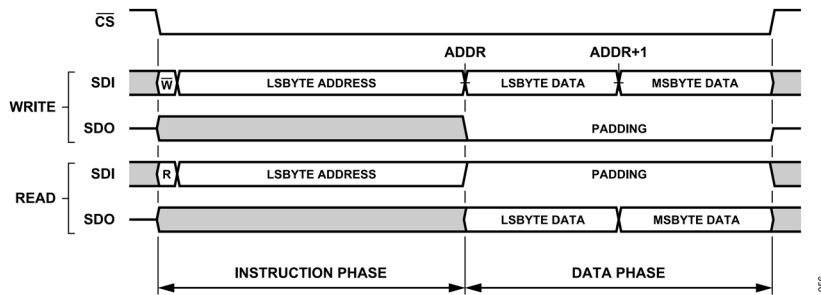 CS
ADDR ADDR+1
SDI W LSBYTE ADDRESS LSBYTE DATA MSBYTE DATA
WRITE
SDO PADDING
SDI R LSBYTE ADDRESS PADDING
READ
SDO LSBYTE DATA MSBYTE DATA
INSTRUCTION PHASE DATA PHASE